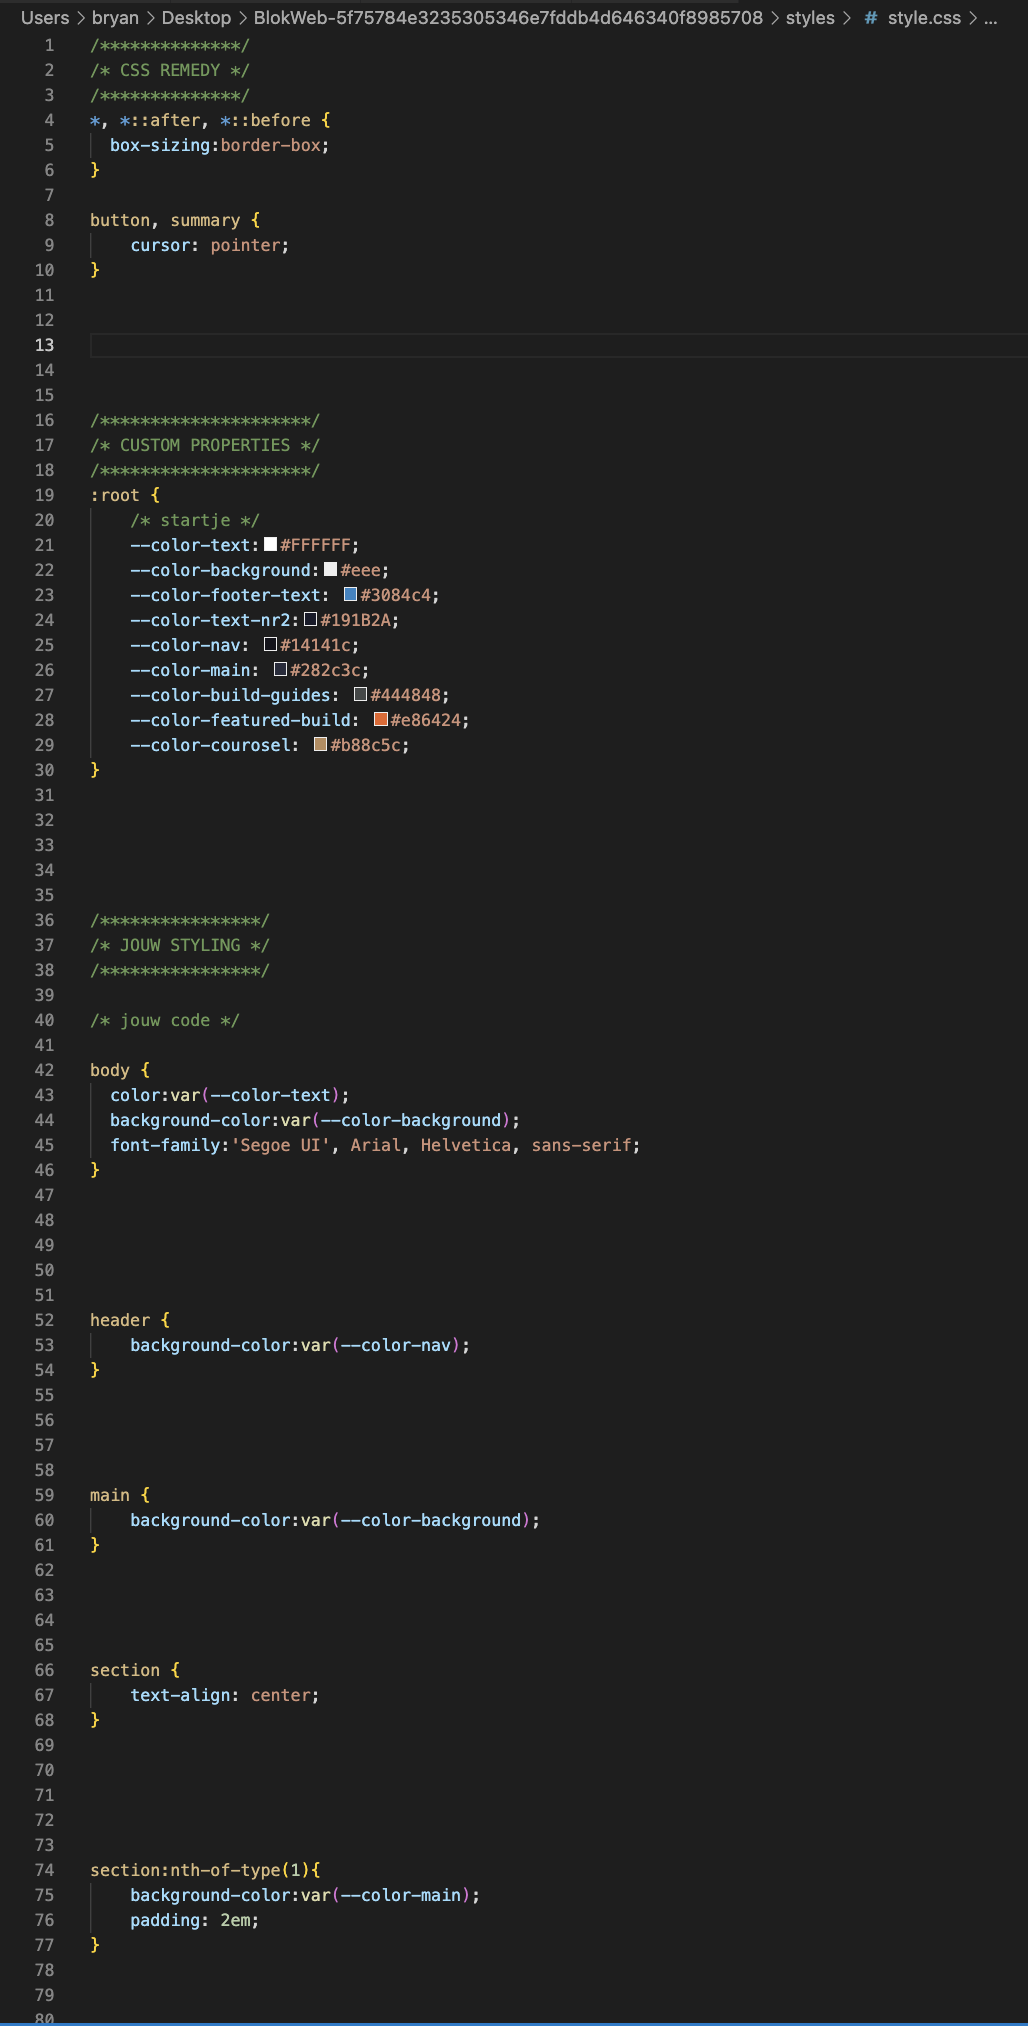 Users > bryan > Desktop > BlokWeb-5f75784e3235305346e7fddb4d646340f8985708 > styles > # style.css > ...
1 /**************/
2 /* CSS REMEDY */
3 /**************/
4 *, *::after, *::before {
5 box-sizing:border-box;
6 }
7
8 button, summary {
9 cursor: pointer;
10 }
11
12
13
14
15
16 /*********************/
17 /* CUSTOM PROPERTIES */
18 /*********************/
19 :root {
20 /* startje */
21 --color-text:#FFFFFF;
22 --color-background:#eee;
23 --color-footer-text: #3084c4;
24 --color-text-nr2:#191B2A;
25 --color-nav: #14141c;
26 --color-main: #282c3c;
27 --color-build-guides: #444848;
28 --color-featured-build: #e86424;
29 --color-courosel: #b88c5c;
30 }
31
32
33
34
35
36 /****************/
37 /* JOUW STYLING */
38 /****************/
39
40 /* jouw code */
41
42 body {
43 color:var(--color-text);
44 background-color:var(--color-background);
45 font-family:'Segoe UI', Arial, Helvetica, sans-serif;
46 }
47
48
49
50
51
52 header {
53 background-color:var(--color-nav);
54 }
55
56
57
58
59 main {
60 background-color:var(--color-background);
61 }
62
63
64
65
66 section {
67 text-align: center;
68 }
69
70
71
72
73
74 section:nth-of-type(1){
75 background-color:var(--color-main);
76 padding: 2em;
77 }
78
79
80